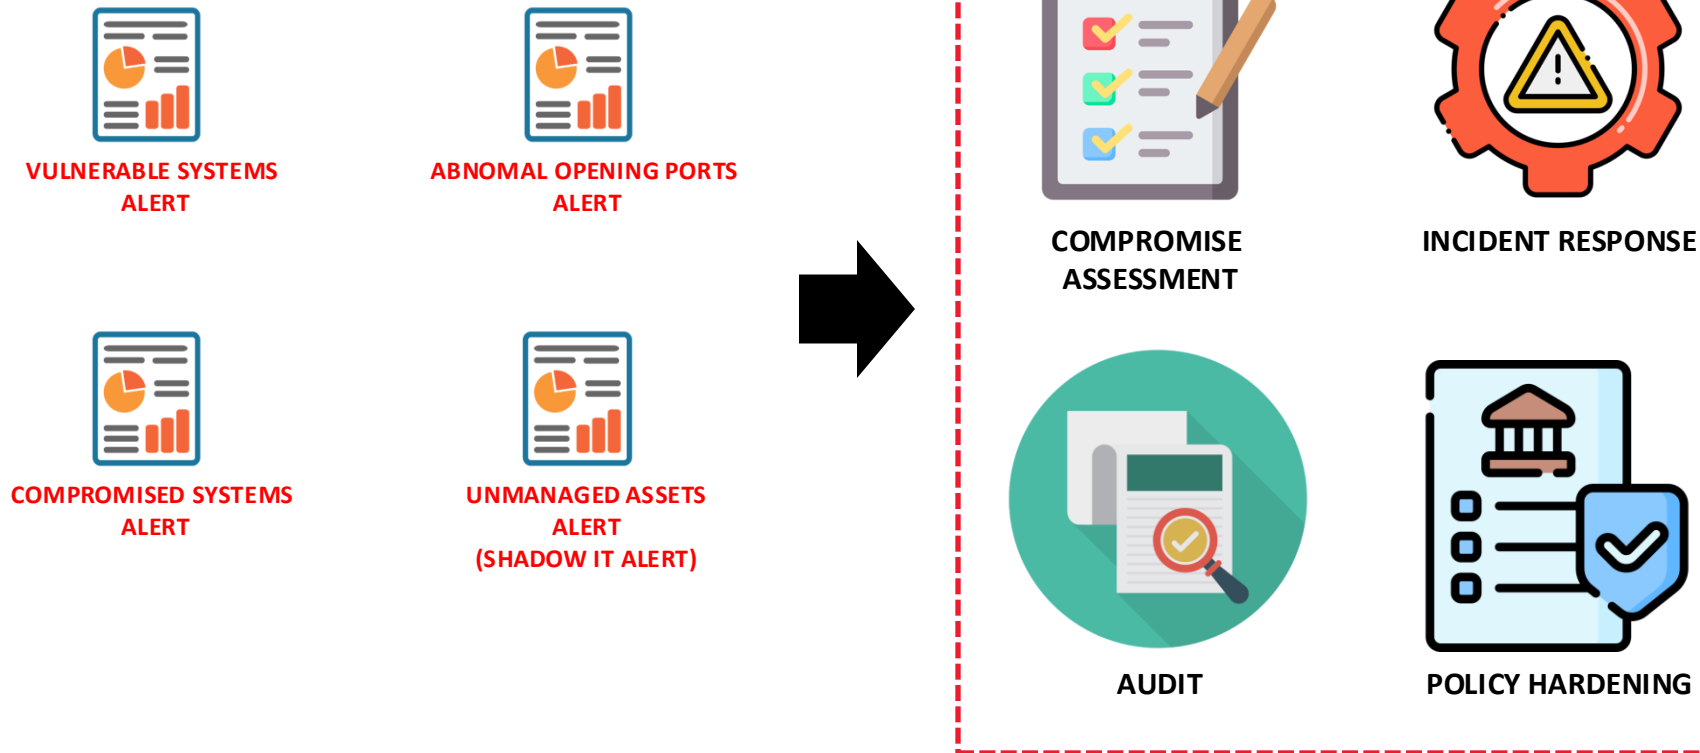 VULNERABLE SYSTEMS
ALERT
ABNOMAL OPENING PORTS
ALERT
COMPROMISED SYSTEMS
ALERT
UNMANAGED ASSETS
ALERT
(SHADOW IT ALERT)
COMPROMISE
ASSESSMENT
INCIDENT RESPONSE
AUDIT
POLICY HARDENING